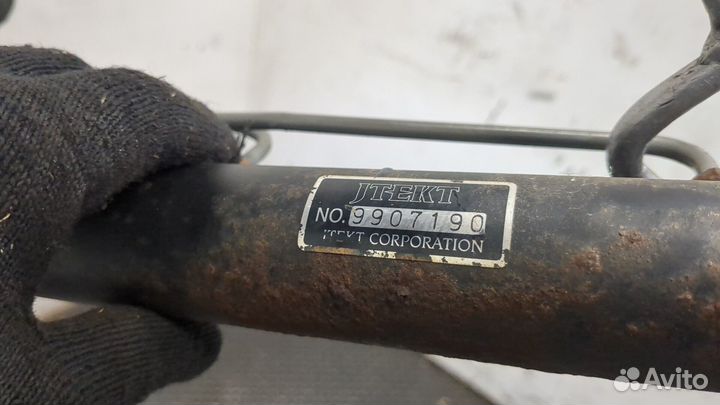 JTEKT
NO. 9907190
JTEKT CORPORATION
Avito